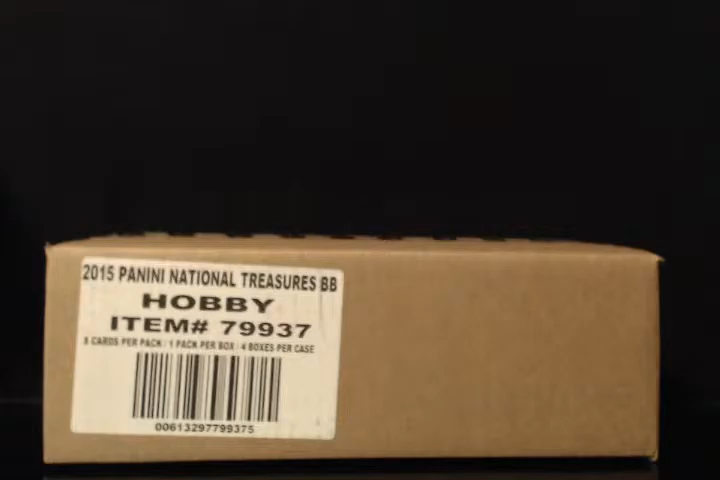 2015 PANINI NATIONAL TREASURES BB
HOBBY
ITEM# 79937
8 CARDS PER PACK / 1 PACK PER BOX / 4 BOXES PER CASE
00613297799375